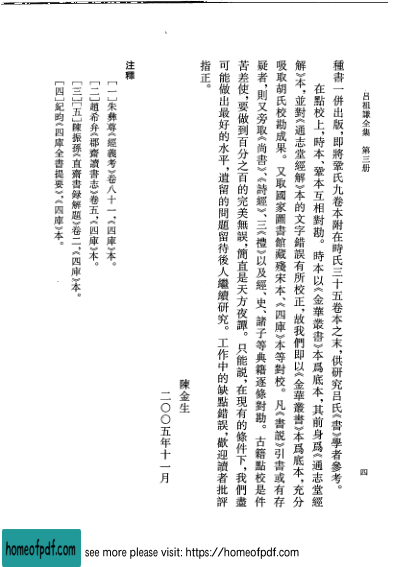 吕祖謙全集　第三册
四
種書一併出版，即將鞏氏九卷本附在時氏三十五卷本之末，供研究吕氏《書》學者參考。
在點校上，時本、鞏本互相對勘。時本以《金華叢書》本爲底本，其前身爲《通志堂經
解》本，並對《通志堂經解》本的文字錯誤有所校正，故我們即以《金華叢書》本爲底本，充分
吸取胡氏校勘成果。又取國家圖書館藏殘宋本、《四庫》本等對校。凡《書説》引書或有存
疑者，則又旁取《尚書》、《詩經》、三《禮》以及經、史、諸子等典籍逐條對勘。古籍點校是件
苦差使，要做到百分之百的完美無誤，簡直是天方夜譚。只能説，在現有的條件下，我們盡
可能做出最好的水平，遺留的問題留待後人繼續研究。工作中的缺點錯誤，歡迎讀者批評
指正。
陳金生
二〇〇五年十一月
注釋
［一］朱彝尊《經義考》卷八十一，《四庫》本。
［二］趙希弁《郡齋讀書志》卷五，《四庫》本。
［三］［五］陳振孫《直齋書録解題》卷二，《四庫》本。
［四］紀昀《四庫全書提要》，《四庫》本。
homeofpdf.com
see more please visit: https://homeofpdf.com